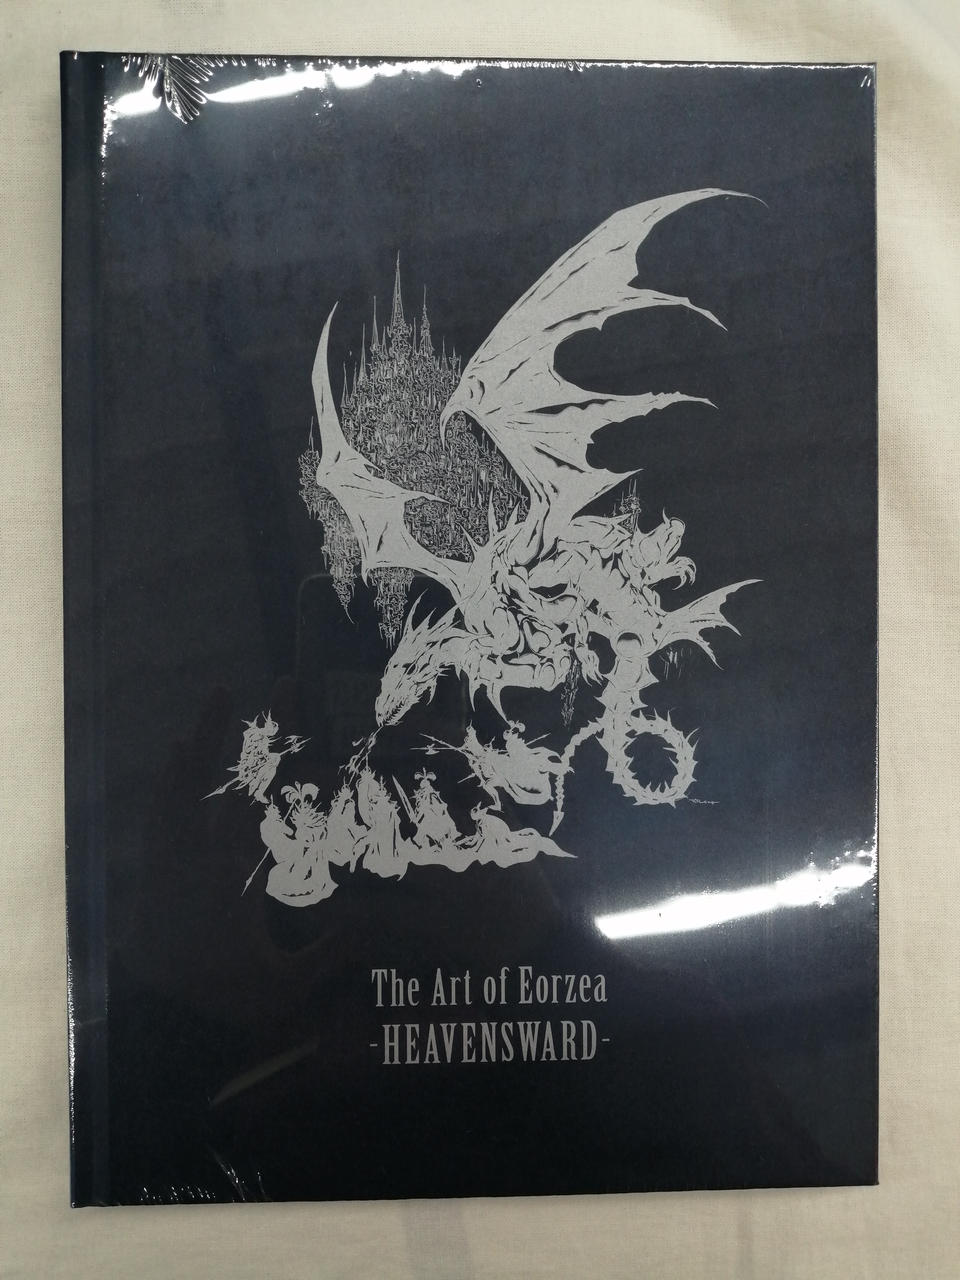 The Art of Eorzea
-HEAVENSWARD-